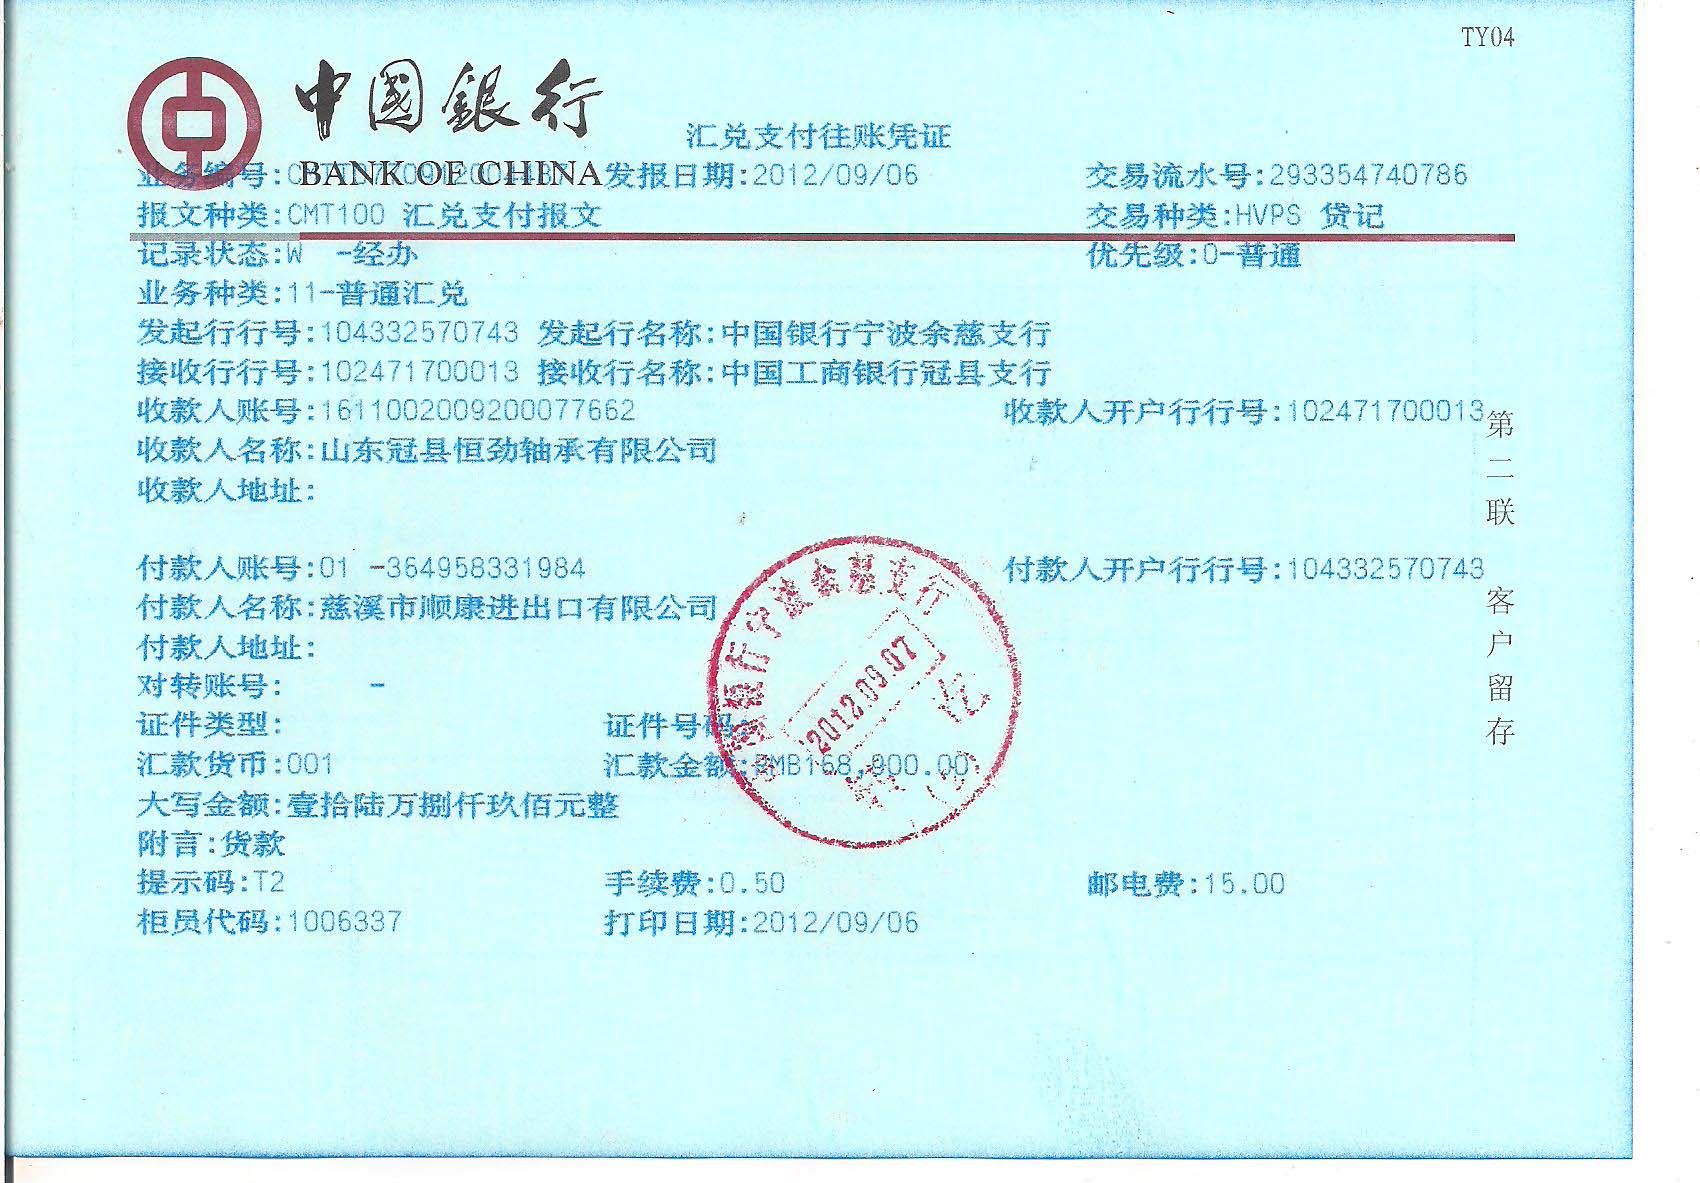 TY04
中國銀行
BANK OF CHINA
汇兑支付往账凭证
业务编号: 发报日期:2012/09/06 交易流水号:293354740786
报文种类:CMT100 汇兑支付报文 交易种类:HVPS 贷记
记录状态:W -经办 优先级:0-普通
业务种类:11-普通汇兑
发起行行号:104332570743 发起行名称:中国银行宁波余慈支行
接收行行号:102471700013 接收行名称:中国工商银行冠县支行
收款人账号:1611002009200077662 收款人开户行行号:102471700013
收款人名称:山东冠县恒劲轴承有限公司
收款人地址:
付款人账号:01 -364958331984 付款人开户行行号:104332570743
付款人名称:慈溪市顺康进出口有限公司
付款人地址:
对转账号: -
证件类型: 证件号码:
汇款货币:001 汇款金额:RMB168,900.00
大写金额:壹拾陆万捌仟玖佰元整
附言:货款
提示码:T2 手续费:0.50 邮电费:15.00
柜员代码:1006337 打印日期:2012/09/06
第二联 客户留存
银行宁波余慈支行
2012.09.07